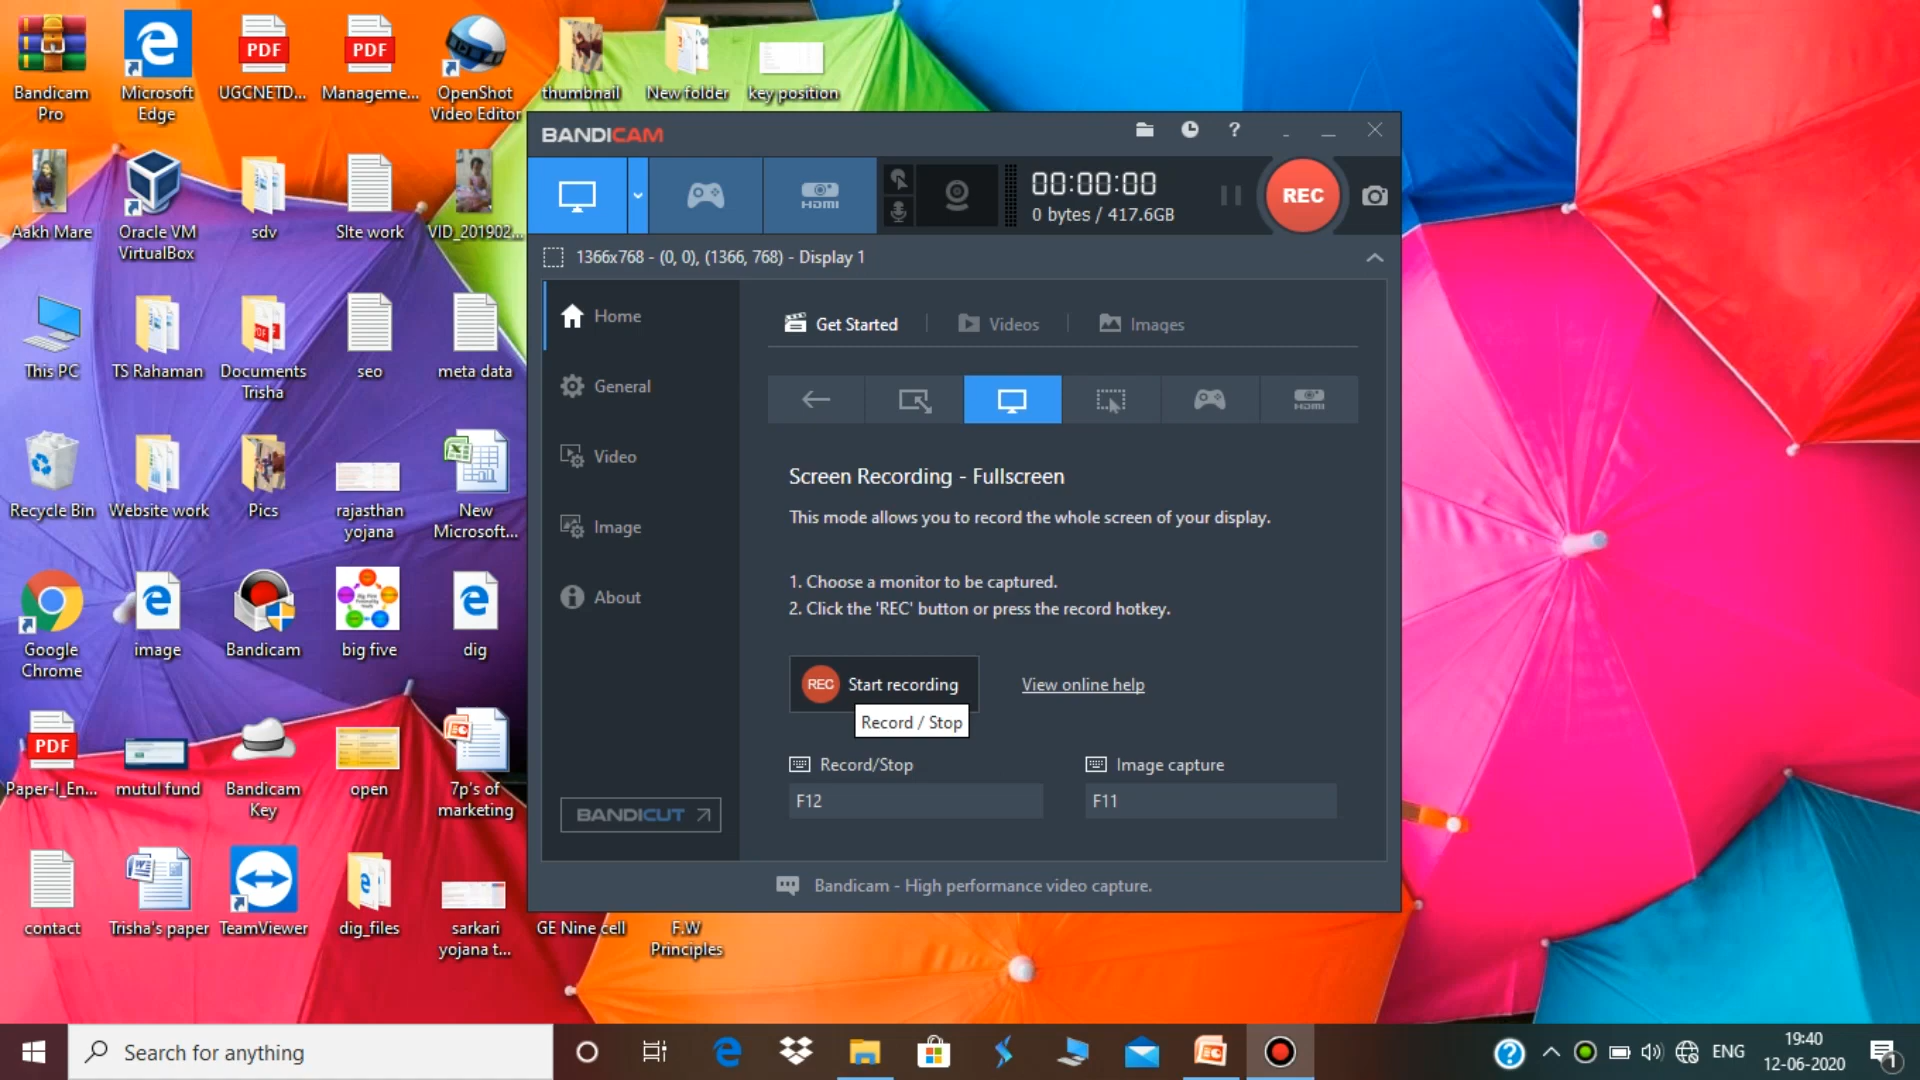 Bandicam
Pro
Microsoft
Edge
PDF
UGCNETD...
PDF
Manageme...
OpenShot
Video Editor
thumbnail
New folder
key position
Aakh Mare
Oracle VM
VirtualBox
sdv
SIte work
VID_201902...
This PC
TS Rahaman
Documents
Trisha
seo
meta data
Recycle Bin
Website work
Pics
rajasthan
yojana
New
Microsoft...
Google
Chrome
image
Bandicam
big five
dig
PDF
Paper-I_En...
mutul fund
Bandicam
Key
open
7p's of
marketing
contact
Trisha's paper
TeamViewer
dig_files
sarkari
yojana t...
GE Nine cell
F.W
Principles
BANDICAM
?
HDMI
00:00:00
0 bytes / 417.6GB
REC
1366x768 - (0, 0), (1366, 768) - Display 1
Home
General
Video
Image
About
BANDICUT
Get Started
Videos
Images
HDMI
Screen Recording - Fullscreen
This mode allows you to record the whole screen of your display.
1. Choose a monitor to be captured.
2. Click the 'REC' button or press the record hotkey.
REC Start recording
View online help
Record / Stop
Record/Stop
Image capture
F12
F11
Bandicam - High performance video capture.
Search for anything
?
ENG
19:40
12-06-2020
1